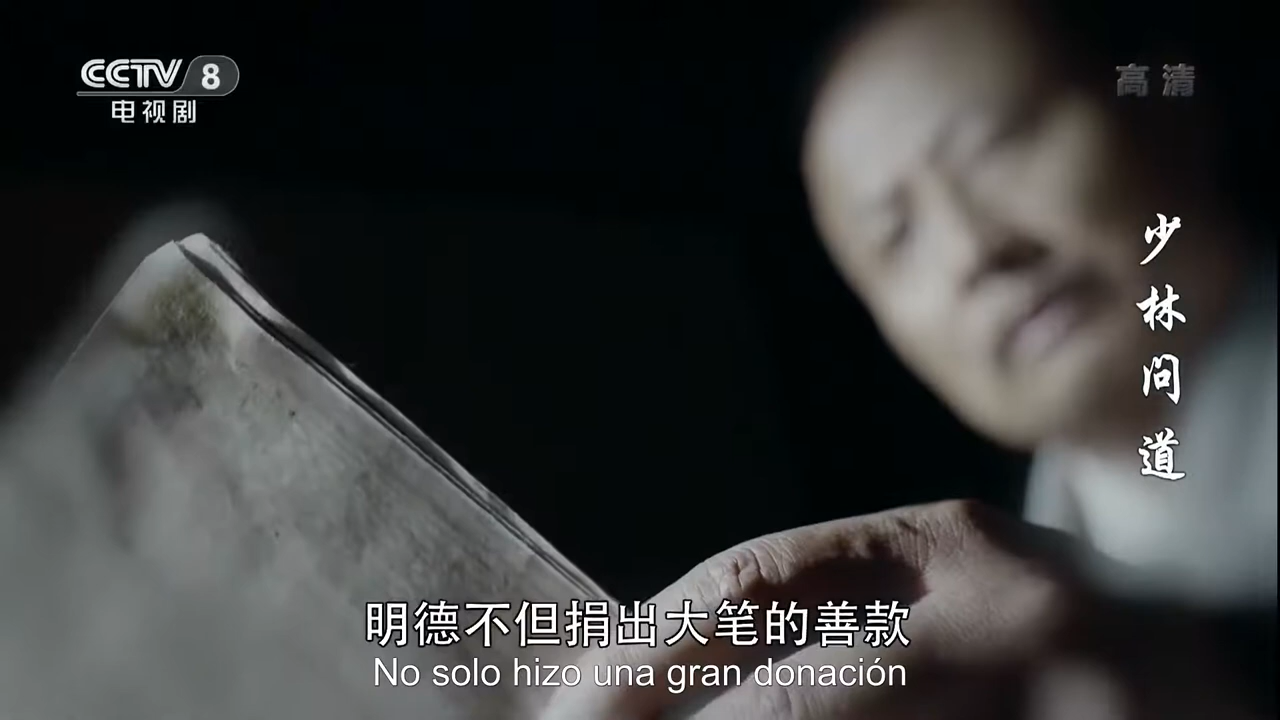 CCTV 8
电视剧
高清
少林问道
明德不但捐出大笔的善款
No solo hizo una gran donación